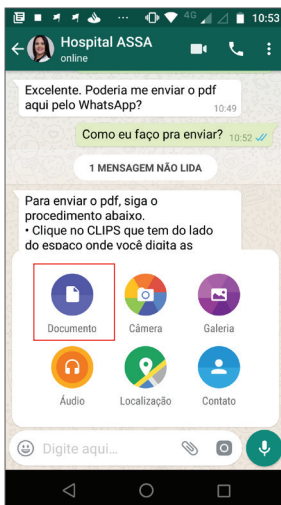 4G 10:53
Hospital ASSA
online
Excelente. Poderia me enviar o pdf
aqui pelo WhatsApp?
10:49
Como eu faço pra enviar? 10:52
1 MENSAGEM NÃO LIDA
Para enviar o pdf, siga o
procedimento abaixo.
• Clique no CLIPS que tem do lado
do espaço onde você digita as
Documento Câmera Galeria
Áudio Localização Contato
Digite aqui...